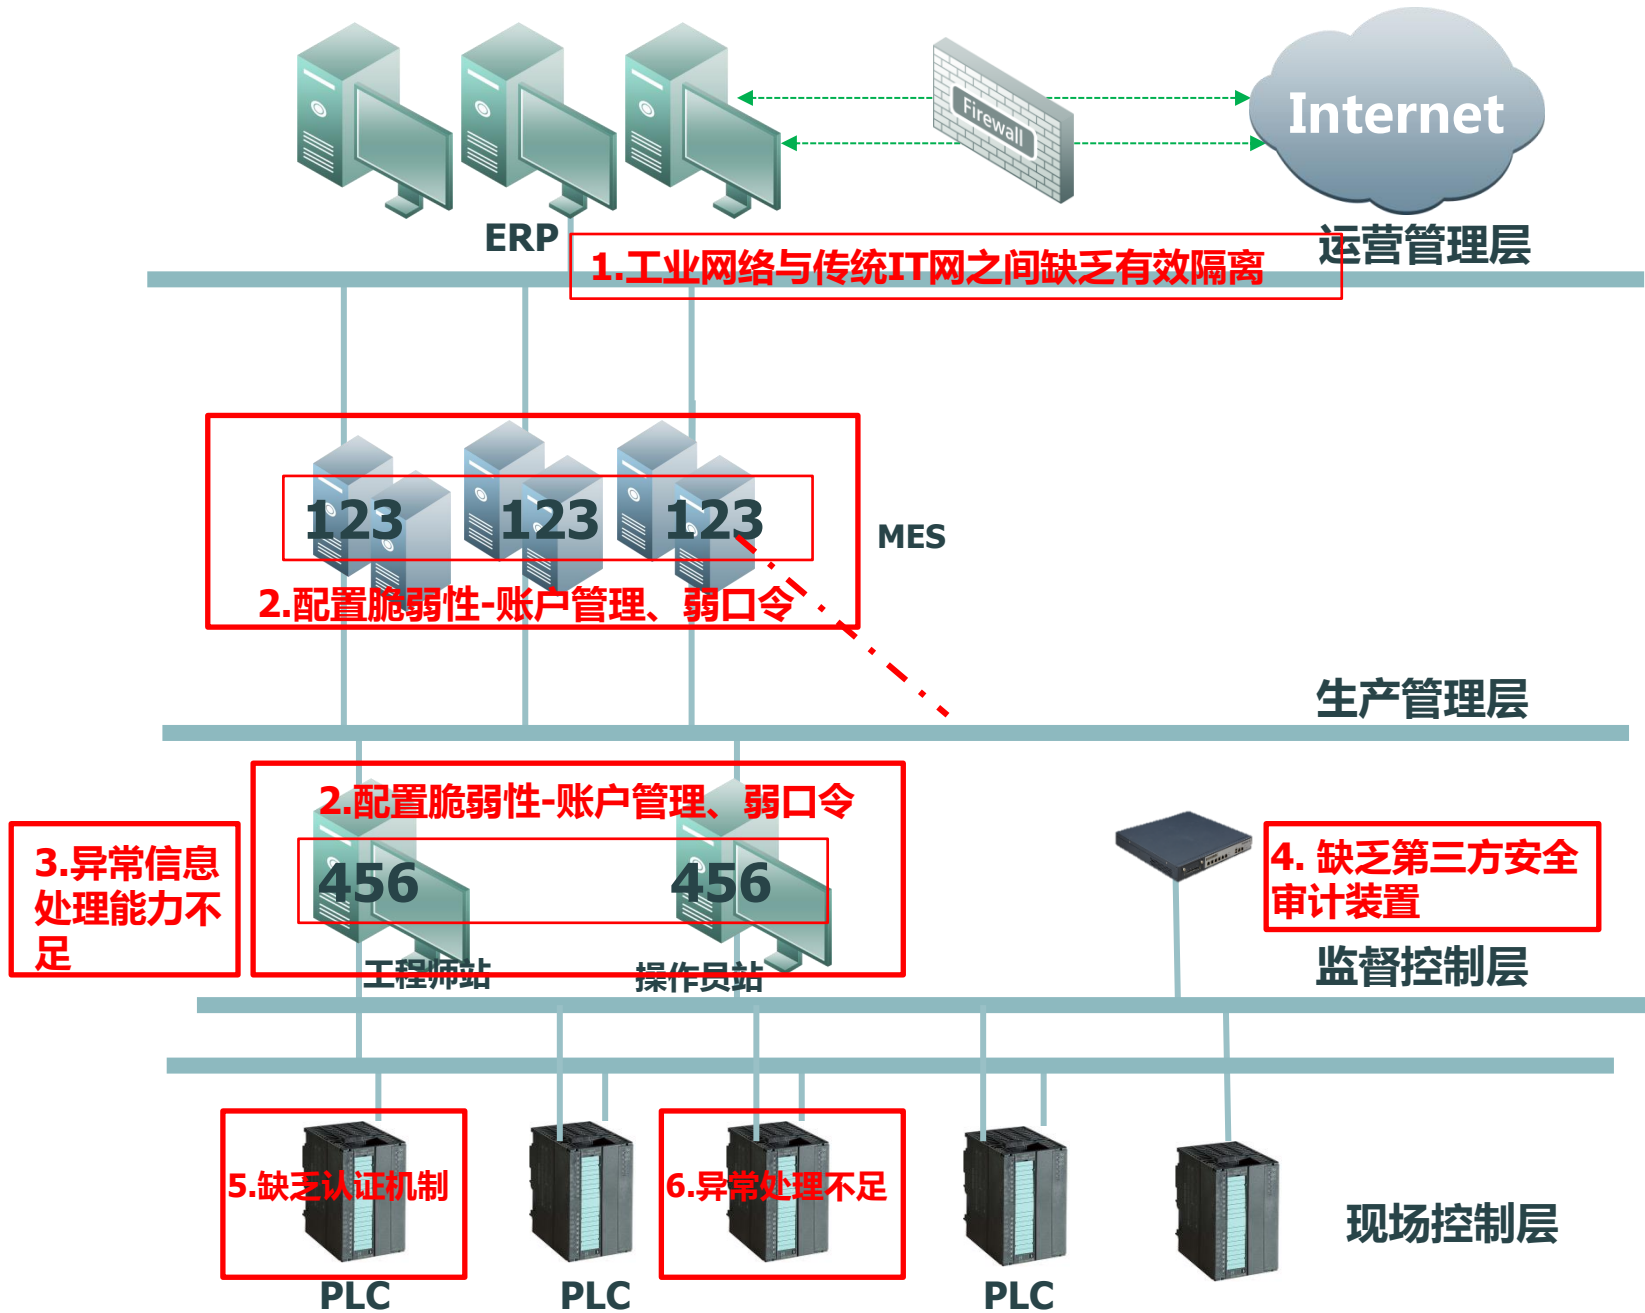 Firewall
Internet
ERP
运营管理层
1.工业网络与传统IT网之间缺乏有效隔离
123
123
123
MES
2.配置脆弱性-账户管理、弱口令
生产管理层
2.配置脆弱性-账户管理、弱口令
3.异常信息
处理能力不
足
456
456
4. 缺乏第三方安全
审计装置
工程师站
操作员站
监督控制层
5.缺乏认证机制
6.异常处理不足
现场控制层
PLC
PLC
PLC